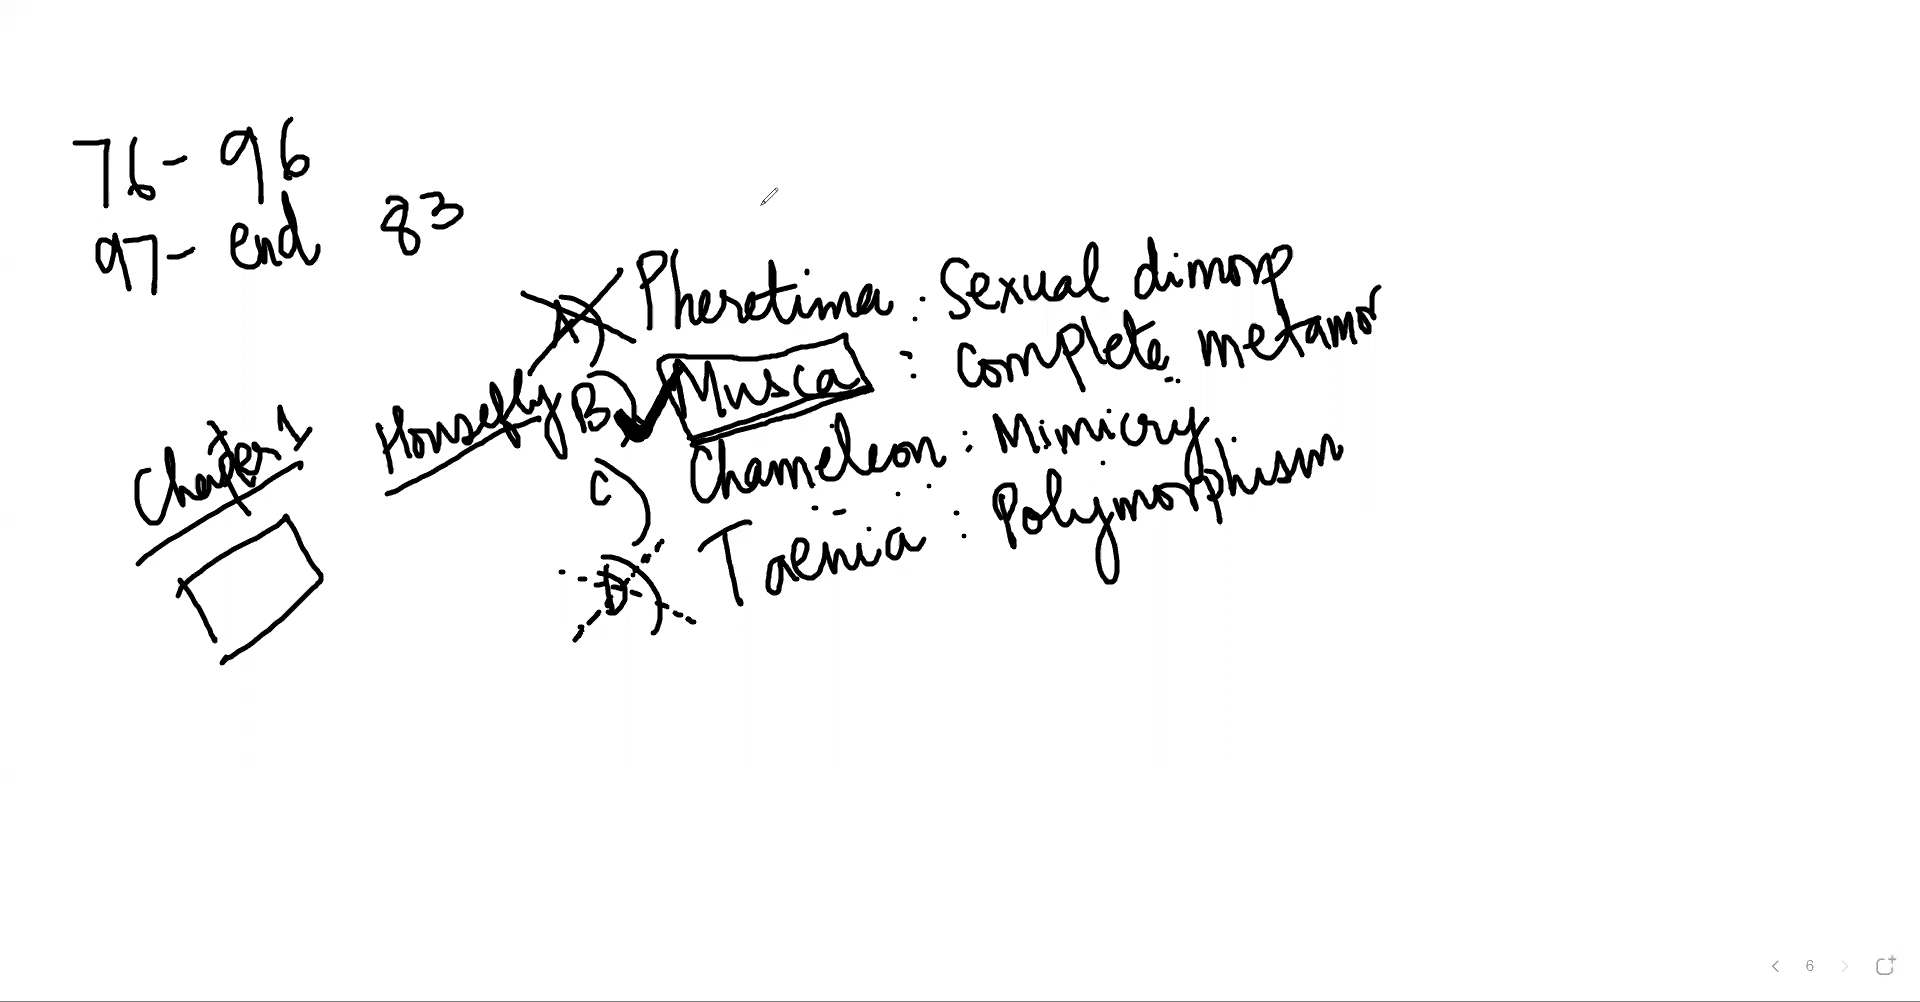 76- 96
97- end 83
A) Pheretima : Sexual dimorp
Housefly B) Musca : complete metamor
Chapter 1
C) Chameleon : Mimicry
D) Taenia : Polymorphism
6